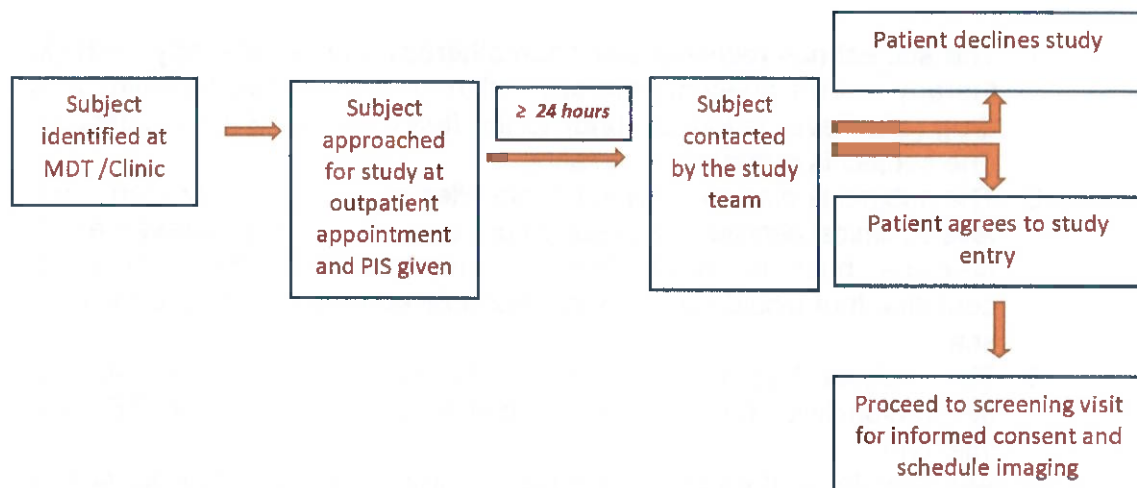 Subject
identified at
MDT /Clinic
Subject
approached
for study at
outpatient
appointment
and PIS given
≥ 24 hours
Subject
contacted
by the study
team
Patient declines study
Patient agrees to study
entry
Proceed to screening visit
for informed consent and
schedule imaging